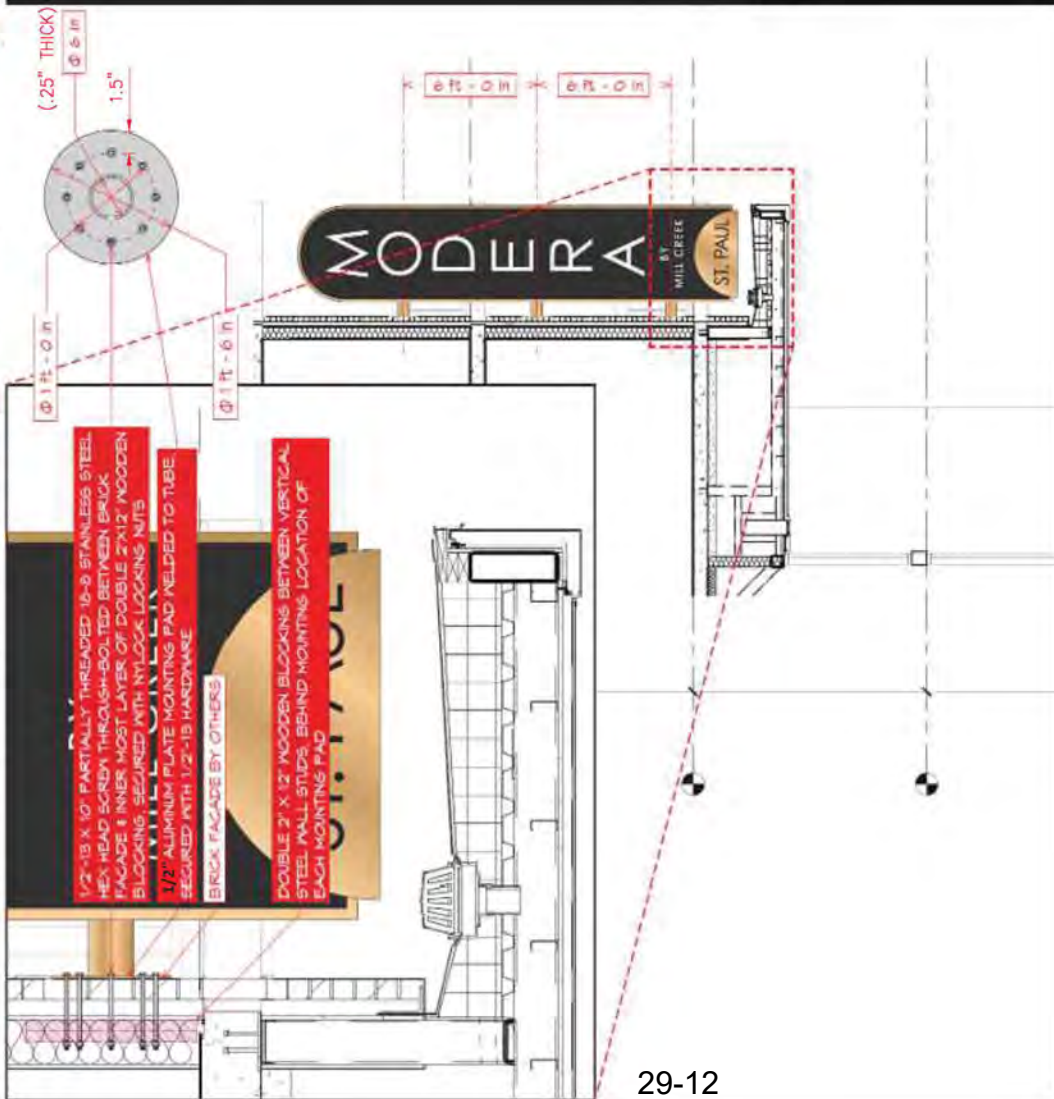 (.25" THICK)
Φ 6 in
1.5"
Φ 1 ft - 0 in
Φ 1 ft - 6 in
6 ft - 0 in
6 ft - 0 in
MODERA
BY
MILL CREEK
ST. PAUL
1/2"-13 X 10" PARTIALLY THREADED 18-8 STAINLESS STEEL
HEX HEAD SCREW THROUGH-BOLTED BETWEEN BRICK
FACADE & INNER MOST LAYER OF DOUBLE 2"X12" WOODEN
BLOCKING, SECURED WITH NYLOCK LOCKING NUTS
1/2" ALUMINUM PLATE MOUNTING PAD WELDED TO TUBE
SECURED WITH 1/2"-13 HARDWARE
BRICK FACADE BY OTHERS
DOUBLE 2" X 12" WOODEN BLOCKING BETWEEN VERTICAL
STEEL WALL STUDS, BEHIND MOUNTING LOCATION OF
EACH MOUNTING PAD
29-12